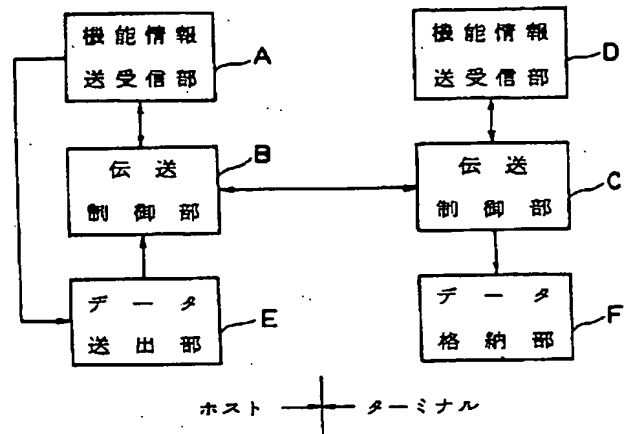 機能情報
送受信部
A
機能情報
送受信部
D
伝送
制御部
B
伝送
制御部
C
データ
送出部
E
データ
格納部
F
ホスト
ターミナル